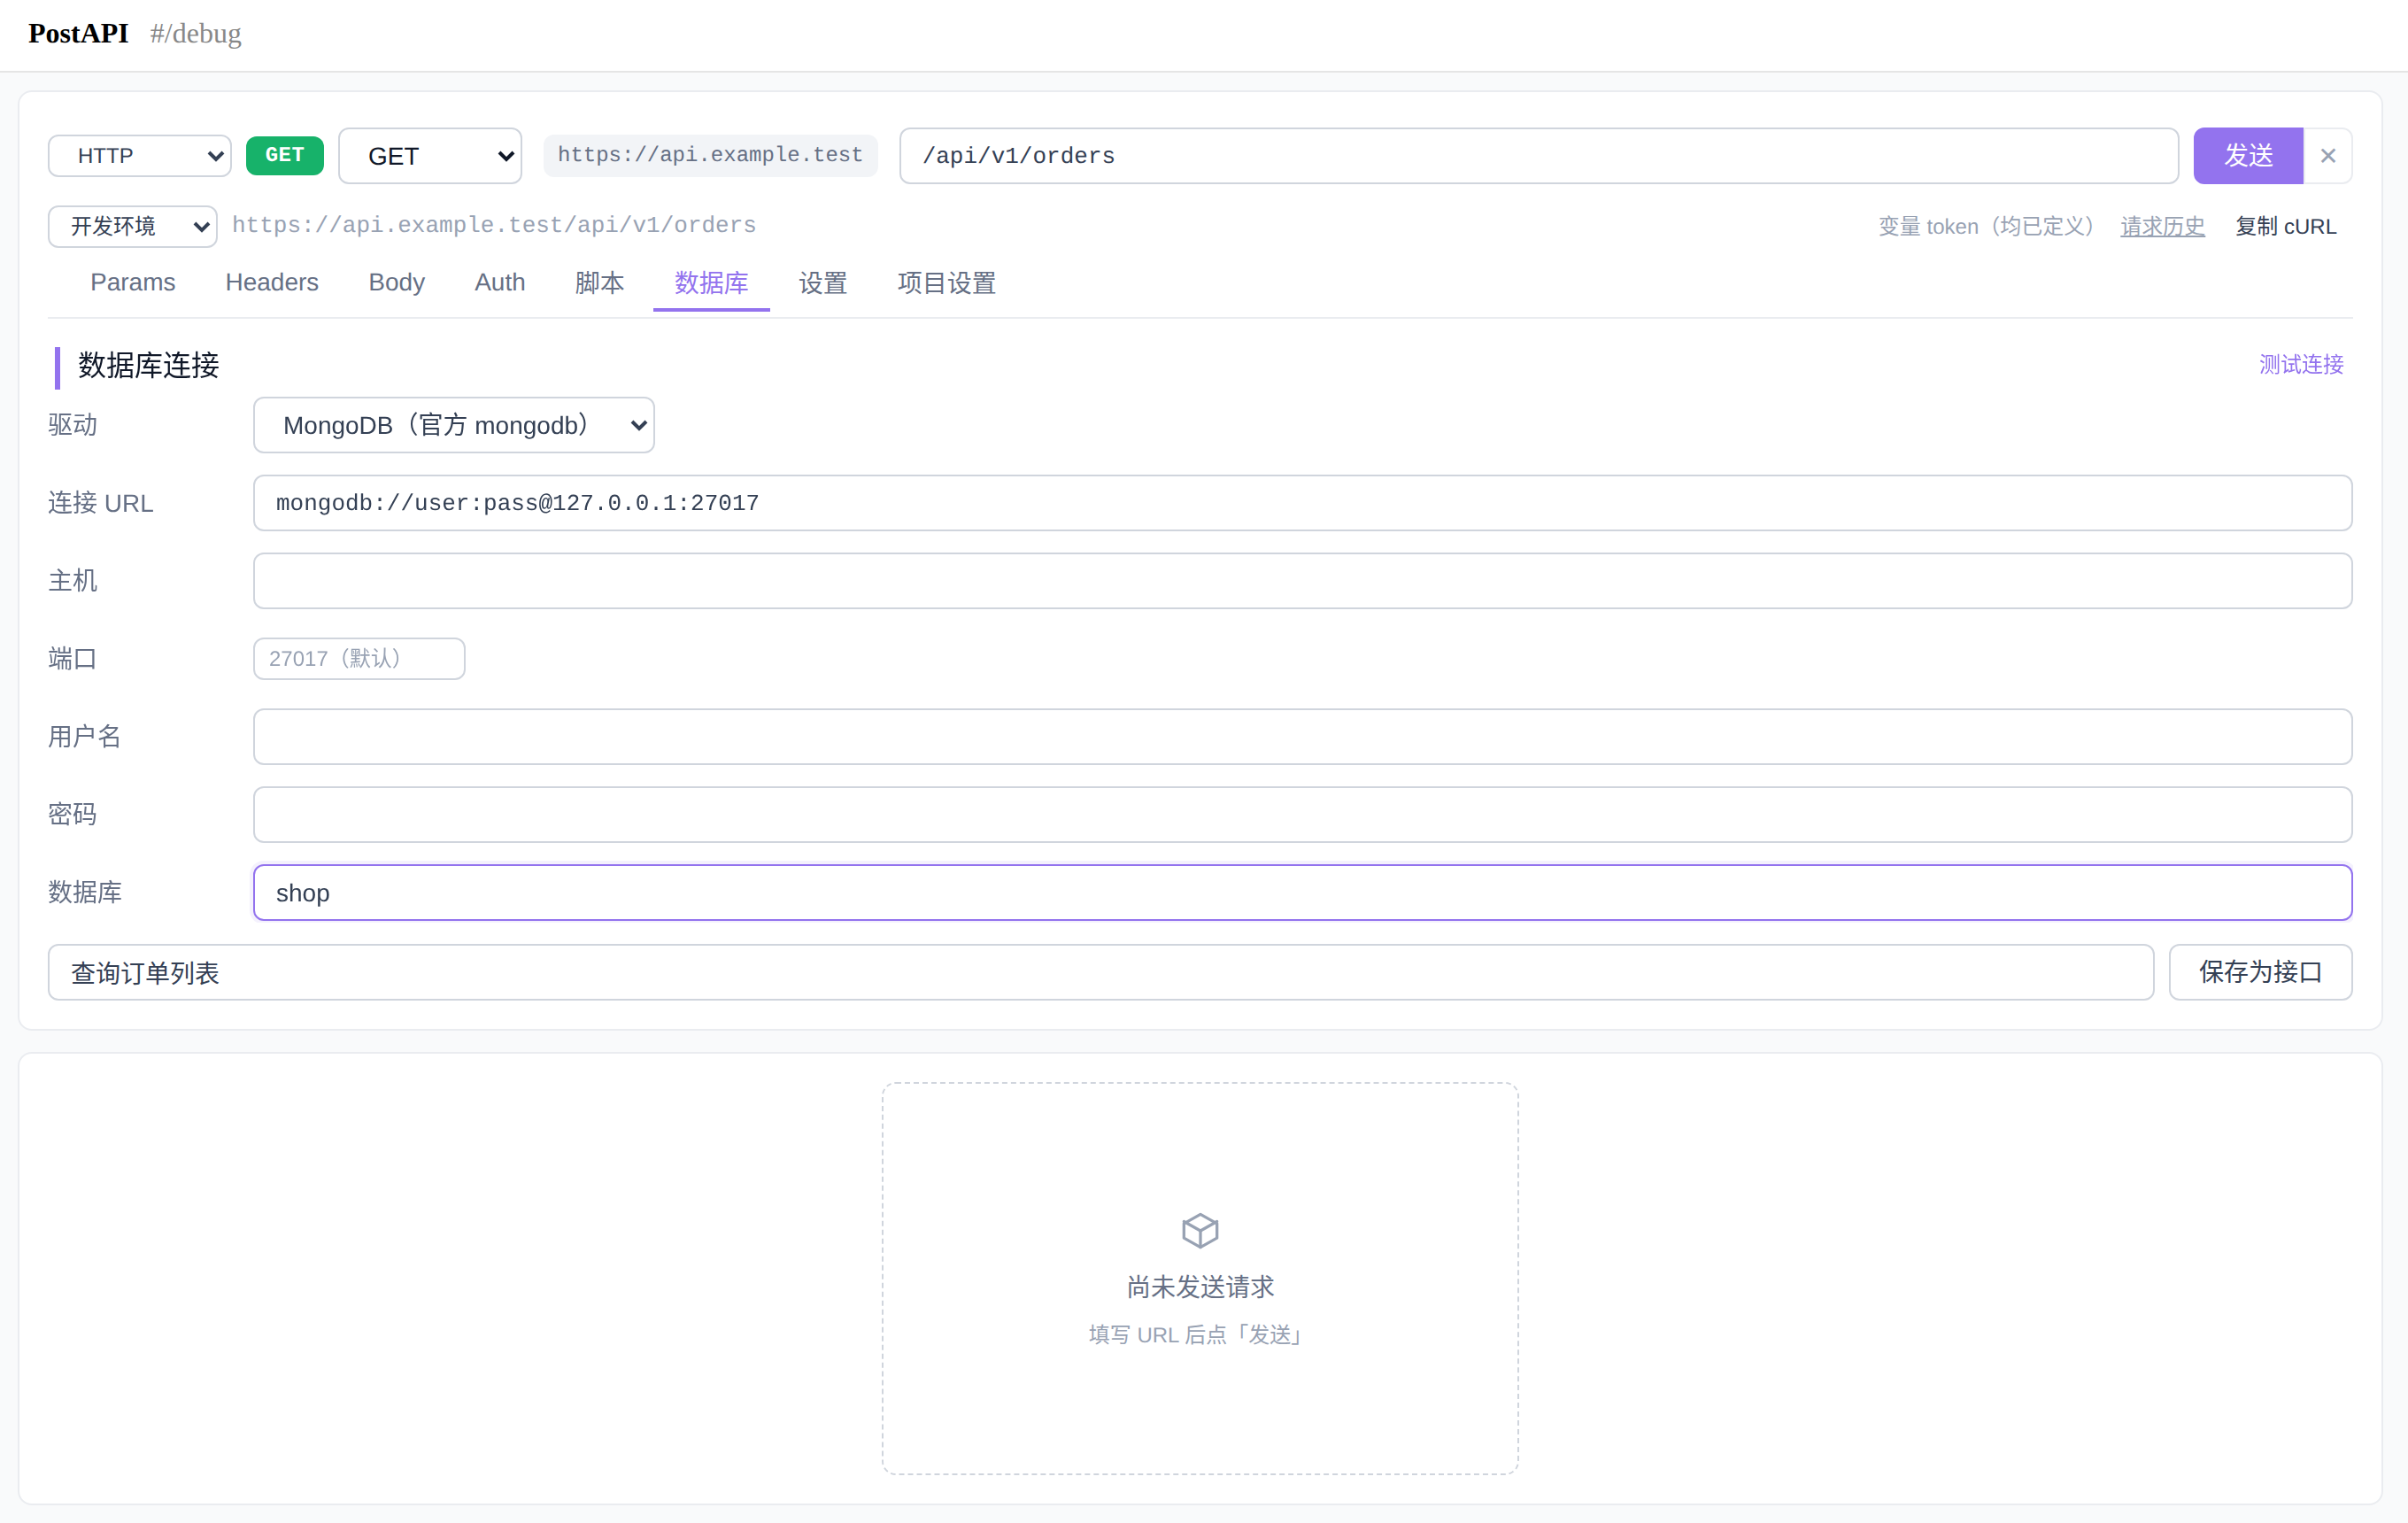 PostAPI #/debug
HTTP GET GET https://api.example.test /api/v1/orders 发送 ✕
开发环境 https://api.example.test/api/v1/orders 变量 token（均已定义） 请求历史 复制 cURL
Params Headers Body Auth 脚本 数据库 设置 项目设置
数据库连接 测试连接
驱动 MongoDB（官方 mongodb）
连接 URL mongodb://user:pass@127.0.0.1:27017
主机
端口 27017（默认）
用户名
密码
数据库 shop
查询订单列表 保存为接口
尚未发送请求
填写 URL 后点「发送」